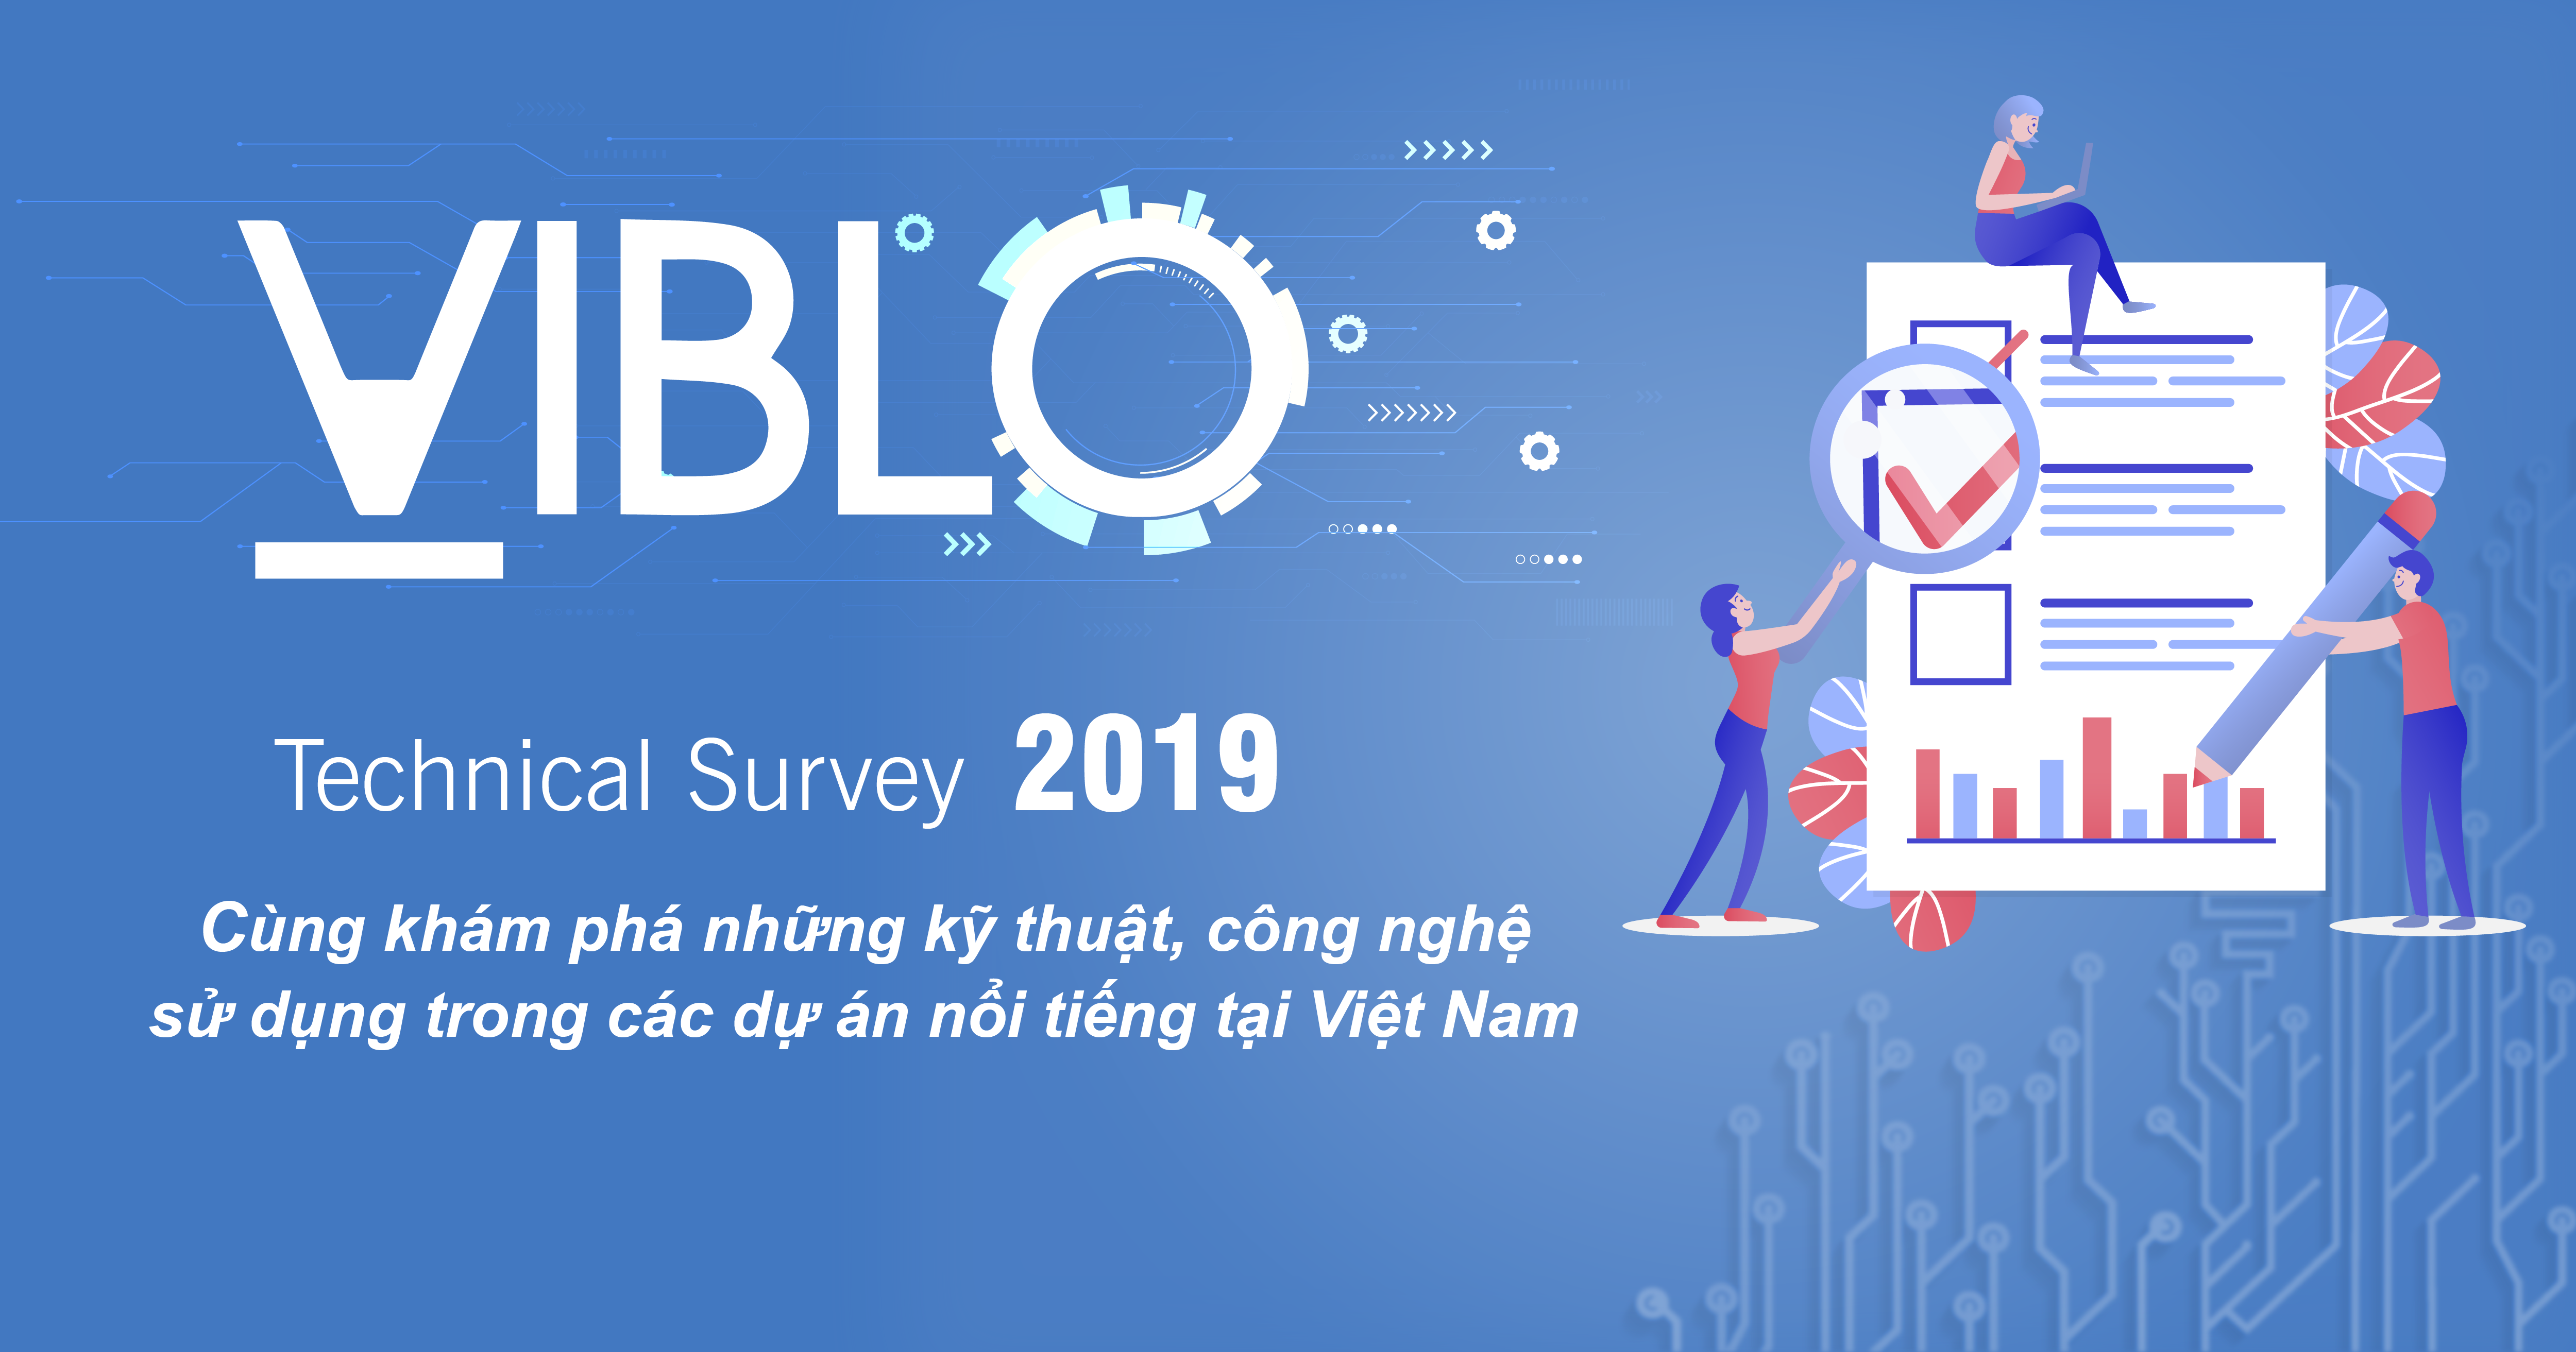 VIBLO
Technical Survey 2019
Cùng khám phá những kỹ thuật, công nghệ
sử dụng trong các dự án nổi tiếng tại Việt Nam